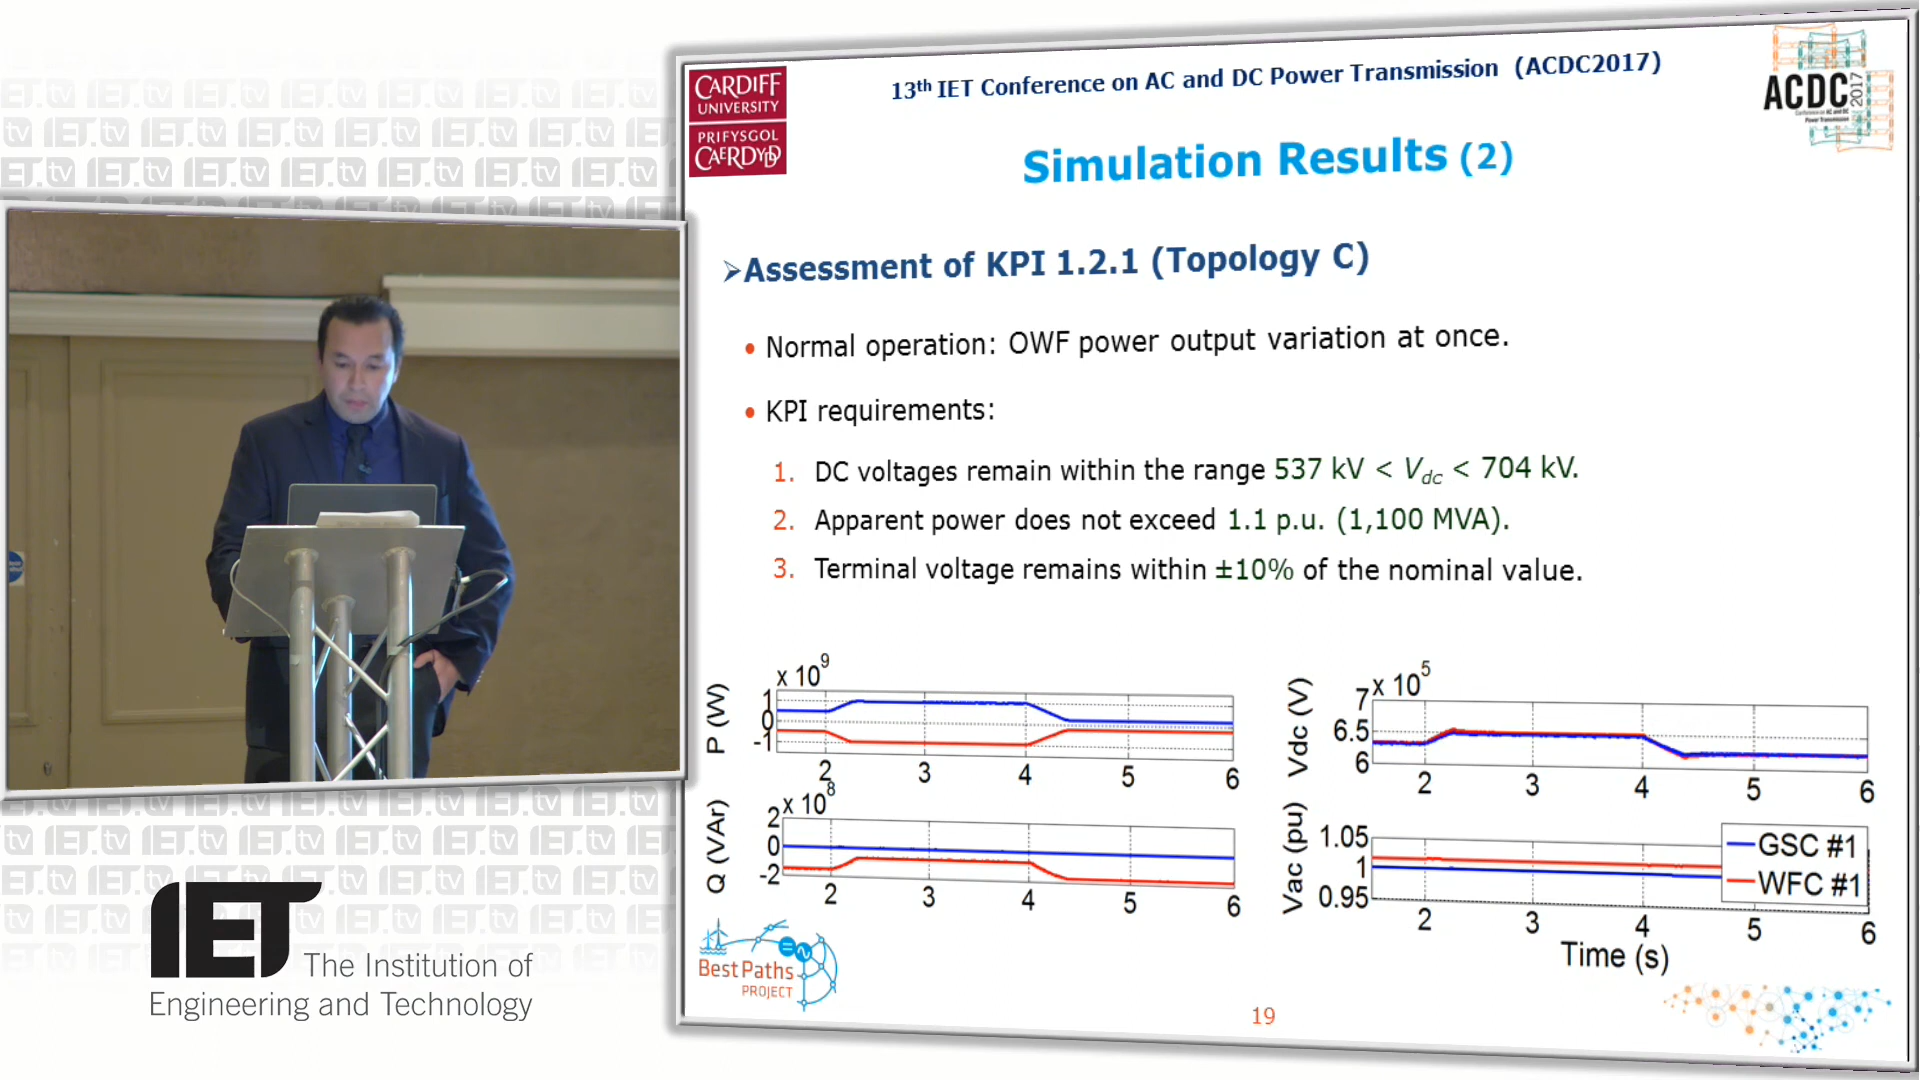 CARDIFF
UNIVERSITY
PRIFYSGOL
CAERDYDD
13th IET Conference on AC and DC Power Transmission (ACDC2017)
ACDC 2017
Simulation Results (2)
➢Assessment of KPI 1.2.1 (Topology C)
• Normal operation: OWF power output variation at once.
• KPI requirements:
1. DC voltages remain within the range 537 kV < Vdc < 704 kV.
2. Apparent power does not exceed 1.1 p.u. (1,100 MVA).
3. Terminal voltage remains within ±10% of the nominal value.
x 10^9
P (W)
1
0
-1
2 3 4 5 6
x 10^8
Q (VAr)
2
0
-2
2 3 4 5 6
x 10^5
Vdc (V)
7
6.5
6
2 3 4 5 6
Vac (pu)
1.05
1
0.95
GSC #1
WFC #1
2 3 4 5 6
Time (s)
Best Paths
PROJECT
19
IET
The Institution of
Engineering and Technology
IET.tv